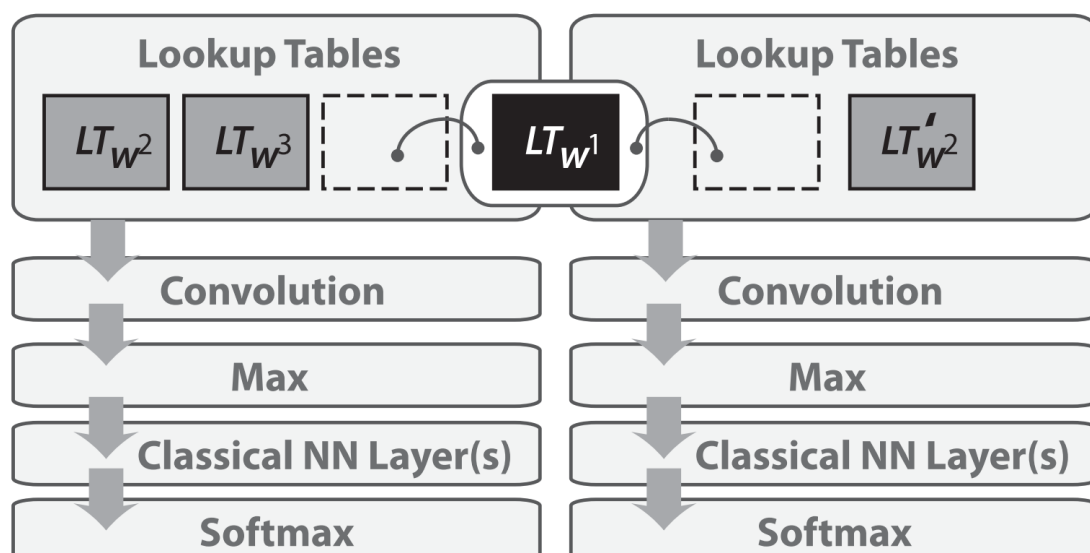 Lookup Tables
LTw2 LTw3
Convolution
Max
Classical NN Layer(s)
Softmax
LTw1
Lookup Tables
LT'w2
Convolution
Max
Classical NN Layer(s)
Softmax